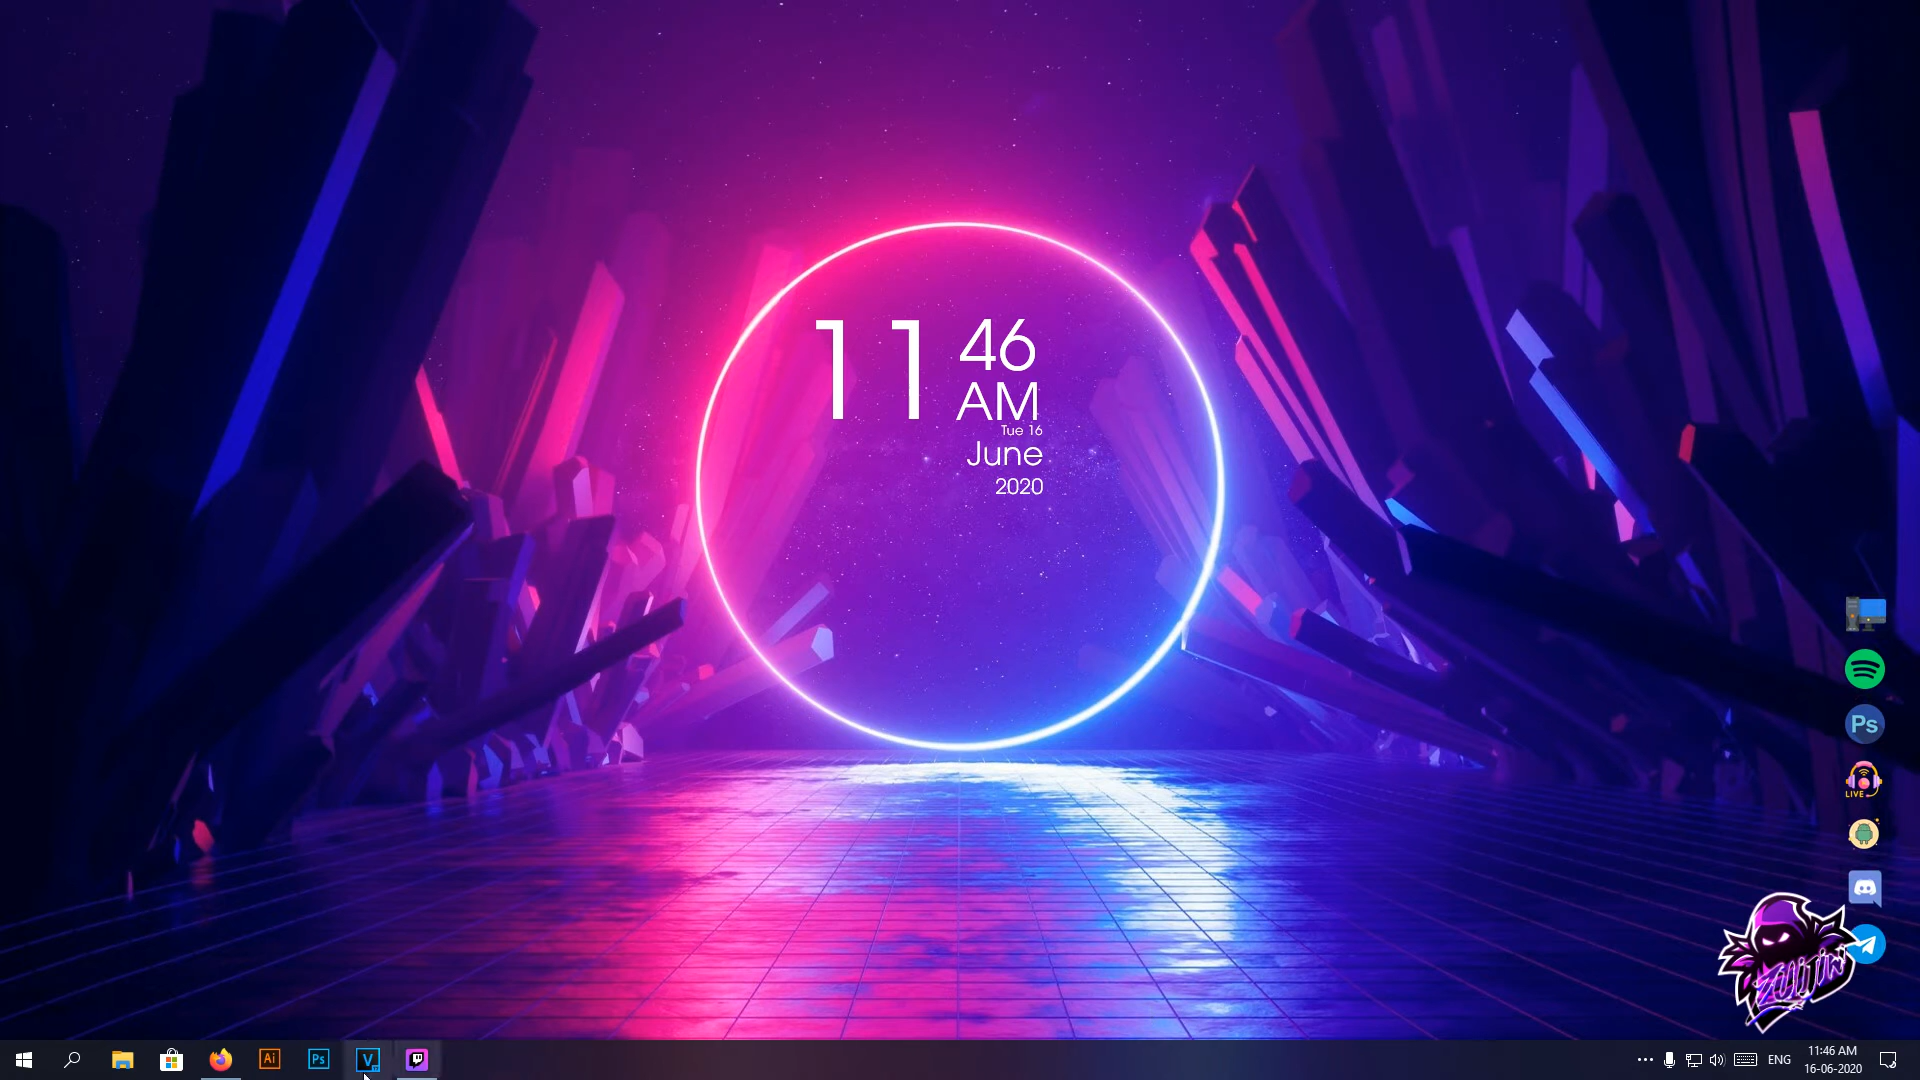 11
46
AM
Tue 16
June
2020
Ps
LIVE
Ai
Ps
V
ENG
11:46 AM
16-06-2020